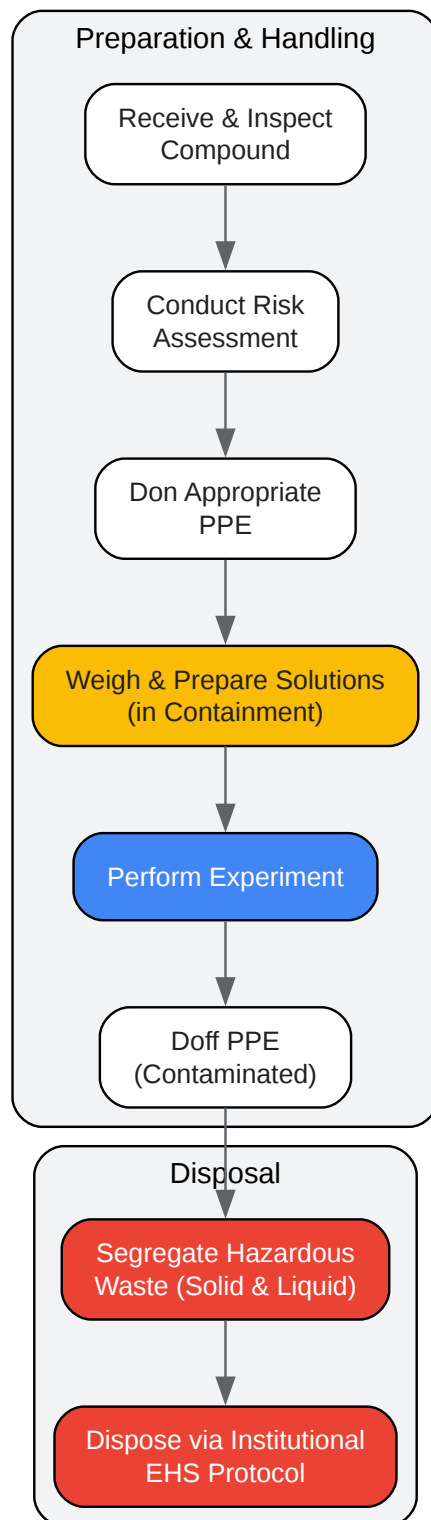 Preparation & Handling
Receive & Inspect
Compound
Conduct Risk
Assessment
Don Appropriate
PPE
Weigh & Prepare Solutions
(in Containment)
Perform Experiment
Doff PPE
(Contaminated)
Disposal
Segregate Hazardous
Waste (Solid & Liquid)
Dispose via Institutional
EHS Protocol